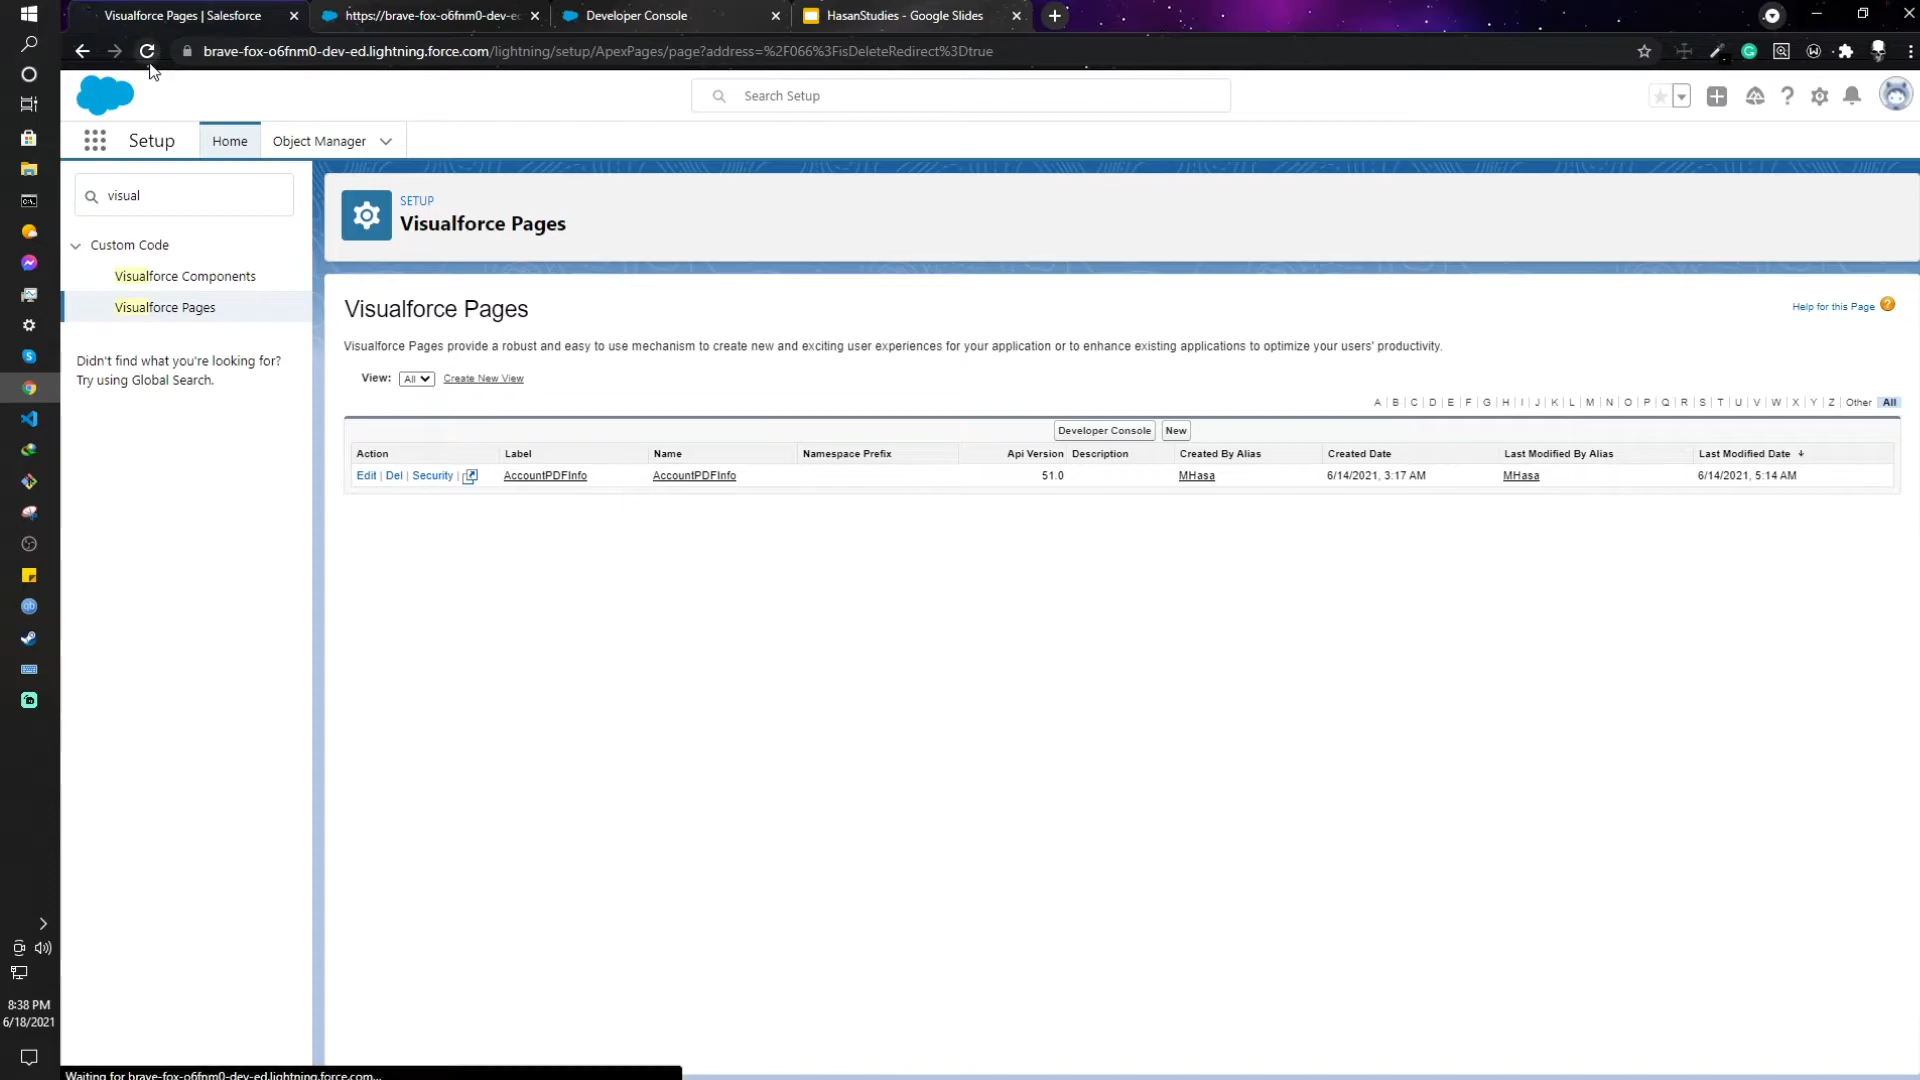 Visualforce Pages | Salesforce
https://brave-fox-o6fnm0-dev-ed
Developer Console
HasanStudies - Google Slides
brave-fox-o6fnm0-dev-ed.lightning.force.com/lightning/setup/ApexPages/page?address=%2F066%3FisDeleteRedirect%3Dtrue
Search Setup
Setup
Home
Object Manager
visual
Custom Code
Visualforce Components
Visualforce Pages
Didn't find what you're looking for?
Try using Global Search.
SETUP
Visualforce Pages
Visualforce Pages
Help for this Page
Visualforce Pages provide a robust and easy to use mechanism to create new and exciting user experiences for your application or to enhance existing applications to optimize your users' productivity.
View: All Create New View
A | B | C | D | E | F | G | H | I | J | K | L | M | N | O | P | Q | R | S | T | U | V | W | X | Y | Z | Other | All
Developer Console New
Action Label Name Namespace Prefix Api Version Description Created By Alias Created Date Last Modified By Alias Last Modified Date
Edit | Del | Security | AccountPDFInfo AccountPDFInfo 51.0 MHasa 6/14/2021, 3:17 AM MHasa 6/14/2021, 5:14 AM
8:38 PM
6/18/2021
Waiting for brave-fox-o6fnm0-dev-ed.lightning.force.com...